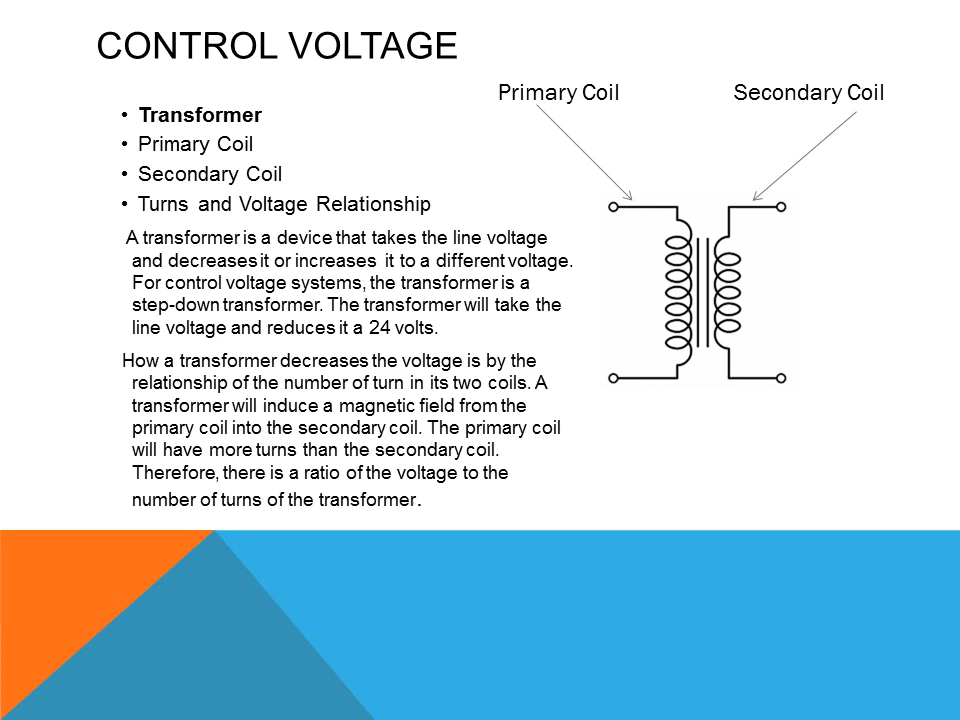 CONTROL VOLTAGE
Primary Coil
Secondary Coil
• Transformer
• Primary Coil
• Secondary Coil
• Turns and Voltage Relationship
A transformer is a device that takes the line voltage
and decreases it or increases it to a different voltage.
For control voltage systems, the transformer is a
step-down transformer. The transformer will take the
line voltage and reduces it a 24 volts.
How a transformer decreases the voltage is by the
relationship of the number of turn in its two coils. A
transformer will induce a magnetic field from the
primary coil into the secondary coil. The primary coil
will have more turns than the secondary coil.
Therefore, there is a ratio of the voltage to the
number of turns of the transformer.